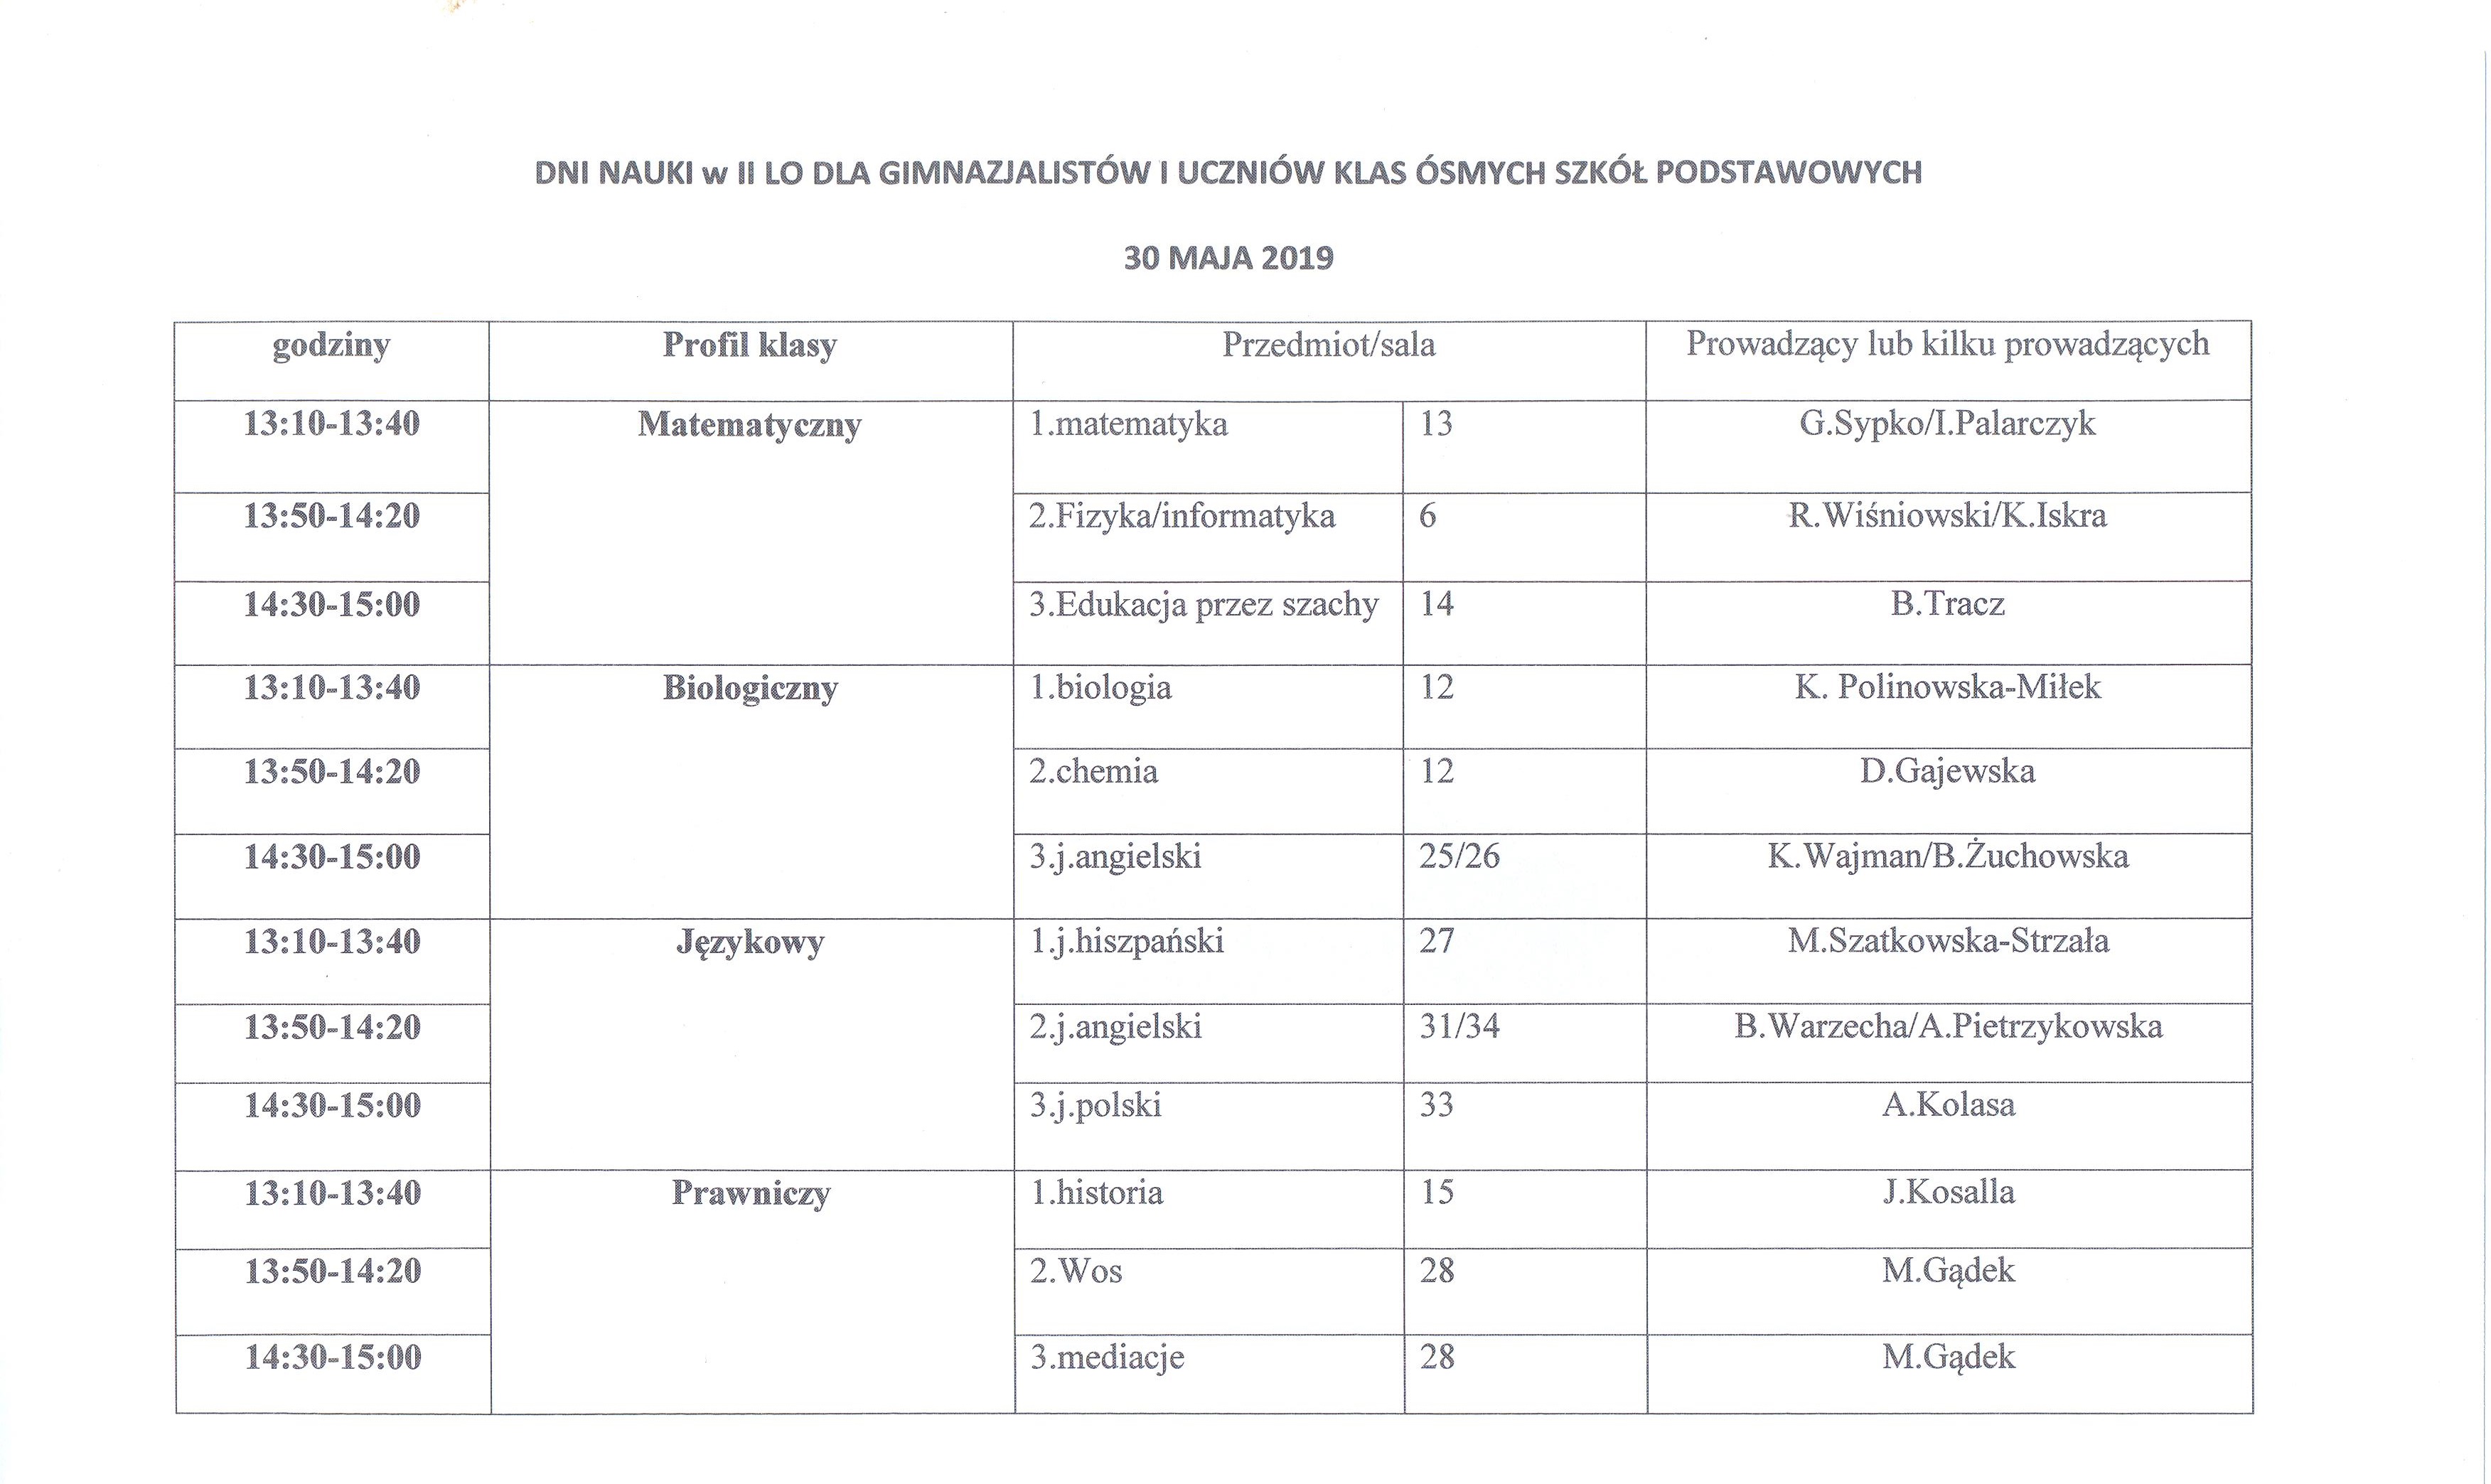 DNI NAUKI w II LO DLA GIMNAZJALISTÓW I UCZNIÓW KLAS ÓSMYCH SZKÓŁ PODSTAWOWYCH
30 MAJA 2019
godziny Profil klasy Przedmiot/sala Prowadzący lub kilku prowadzących
13:10-13:40 Matematyczny 1.matematyka 13 G.Sypko/I.Palarczyk
13:50-14:20 2.Fizyka/informatyka 6 R.Wiśniowski/K.Iskra
14:30-15:00 3.Edukacja przez szachy 14 B.Tracz
13:10-13:40 Biologiczny 1.biologia 12 K. Polinowska-Miłek
13:50-14:20 2.chemia 12 D.Gajewska
14:30-15:00 3.j.angielski 25/26 K.Wajman/B.Żuchowska
13:10-13:40 Językowy 1.j.hiszpański 27 M.Szatkowska-Strzała
13:50-14:20 2.j.angielski 31/34 B.Warzecha/A.Pietrzykowska
14:30-15:00 3.j.polski 33 A.Kolasa
13:10-13:40 Prawniczy 1.historia 15 J.Kosalla
13:50-14:20 2.Wos 28 M.Gądek
14:30-15:00 3.mediacje 28 M.Gądek